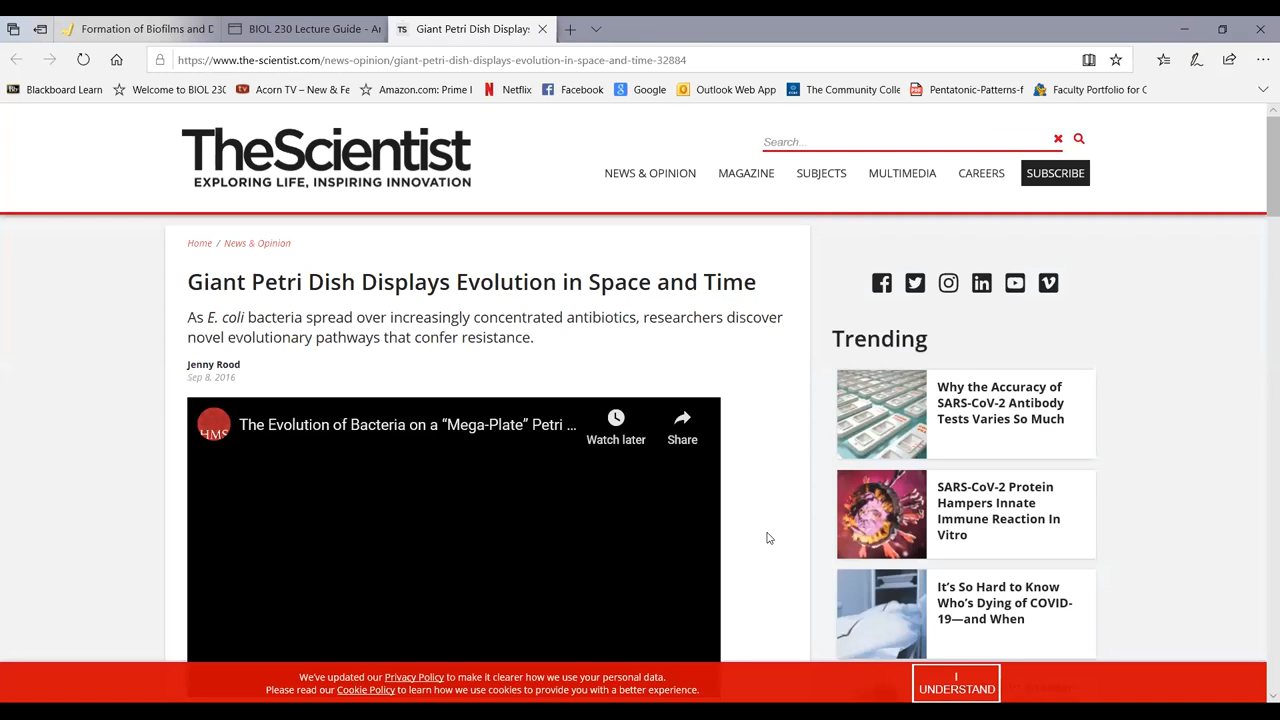 Formation of Biofilms and D
BIOL 230 Lecture Guide - Ar
TS Giant Petri Dish Displays
https://www.the-scientist.com/news-opinion/giant-petri-dish-displays-evolution-in-space-and-time-32884
Blackboard Learn
Welcome to BIOL 230
Acorn TV – New & Fe
Amazon.com: Prime I
Netflix
Facebook
Google
Outlook Web App
The Community Colle
Pentatonic-Patterns-f
Faculty Portfolio for C
TheScientist
EXPLORING LIFE, INSPIRING INNOVATION
Search...
NEWS & OPINION MAGAZINE SUBJECTS MULTIMEDIA CAREERS SUBSCRIBE
Home / News & Opinion
Giant Petri Dish Displays Evolution in Space and Time
As E. coli bacteria spread over increasingly concentrated antibiotics, researchers discover
novel evolutionary pathways that confer resistance.
Jenny Rood
Sep 8, 2016
HMS
The Evolution of Bacteria on a “Mega-Plate” Petri ...
Watch later
Share
Trending
Why the Accuracy of
SARS-CoV-2 Antibody
Tests Varies So Much
SARS-CoV-2 Protein
Hampers Innate
Immune Reaction In
Vitro
It’s So Hard to Know
Who’s Dying of COVID-
19—and When
We've updated our Privacy Policy to make it clearer how we use your personal data.
Please read our Cookie Policy to learn how we use cookies to provide you with a better experience.
I
UNDERSTAND